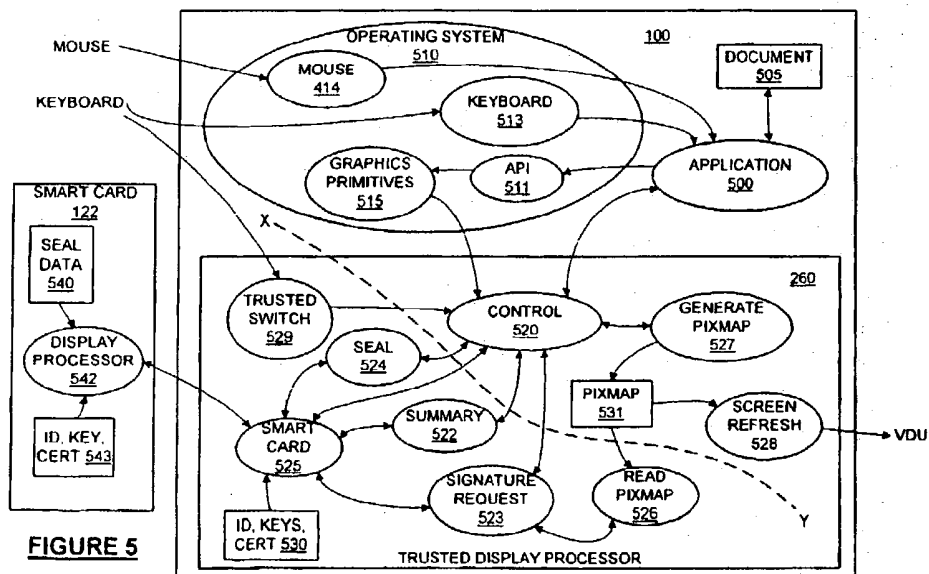 OPERATING SYSTEM
510
100
MOUSE
MOUSE
414
DOCUMENT
505
KEYBOARD
KEYBOARD
513
GRAPHICS
PRIMITIVES
515
API
511
APPLICATION
500
SMART CARD
122
SEAL
DATA
540
DISPLAY
PROCESSOR
542
ID, KEY,
CERT 543
X
260
TRUSTED
SWITCH
529
CONTROL
520
GENERATE
PIXMAP
527
SEAL
524
PIXMAP
531
SCREEN
REFRESH
528
VDU
SMART
CARD
525
SUMMARY
522
SIGNATURE
REQUEST
523
READ
PIXMAP
526
Y
ID, KEYS,
CERT 530
TRUSTED DISPLAY PROCESSOR
FIGURE 5